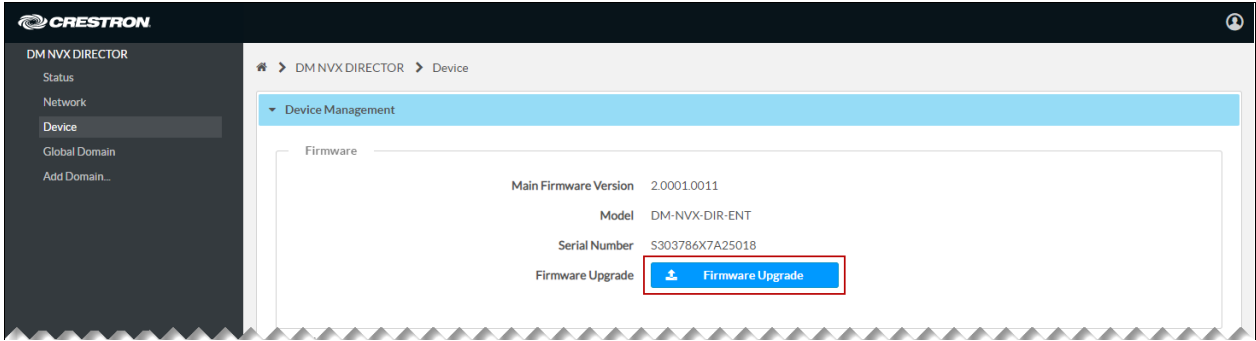 CRESTRON
DM NVX DIRECTOR
Status
Network
Device
Global Domain
Add Domain...
DM NVX DIRECTOR Device
Device Management
Firmware
Main Firmware Version 2.0001.0011
Model DM-NVX-DIR-ENT
Serial Number S303786X7A25018
Firmware Upgrade Firmware Upgrade